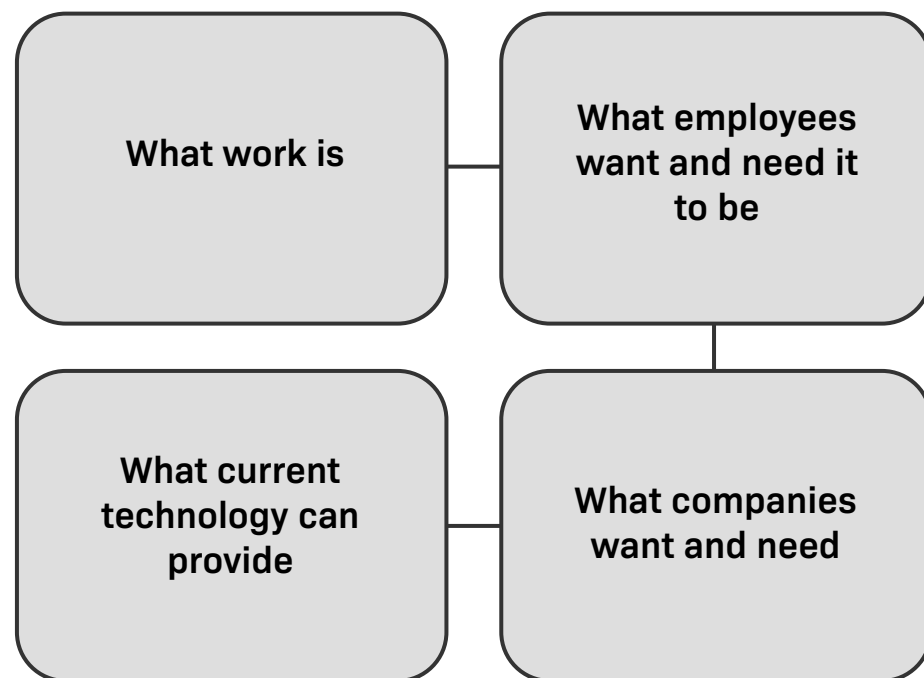 What work is
What employees
want and need it
to be
What current
technology can
provide
What companies
want and need